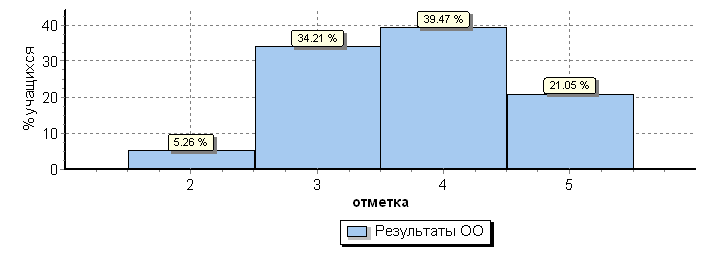 % учащихся
40
30
20
10
0
5.26 %
34.21 %
39.47 %
21.05 %
2 3 4 5
отметка
Результаты ОО